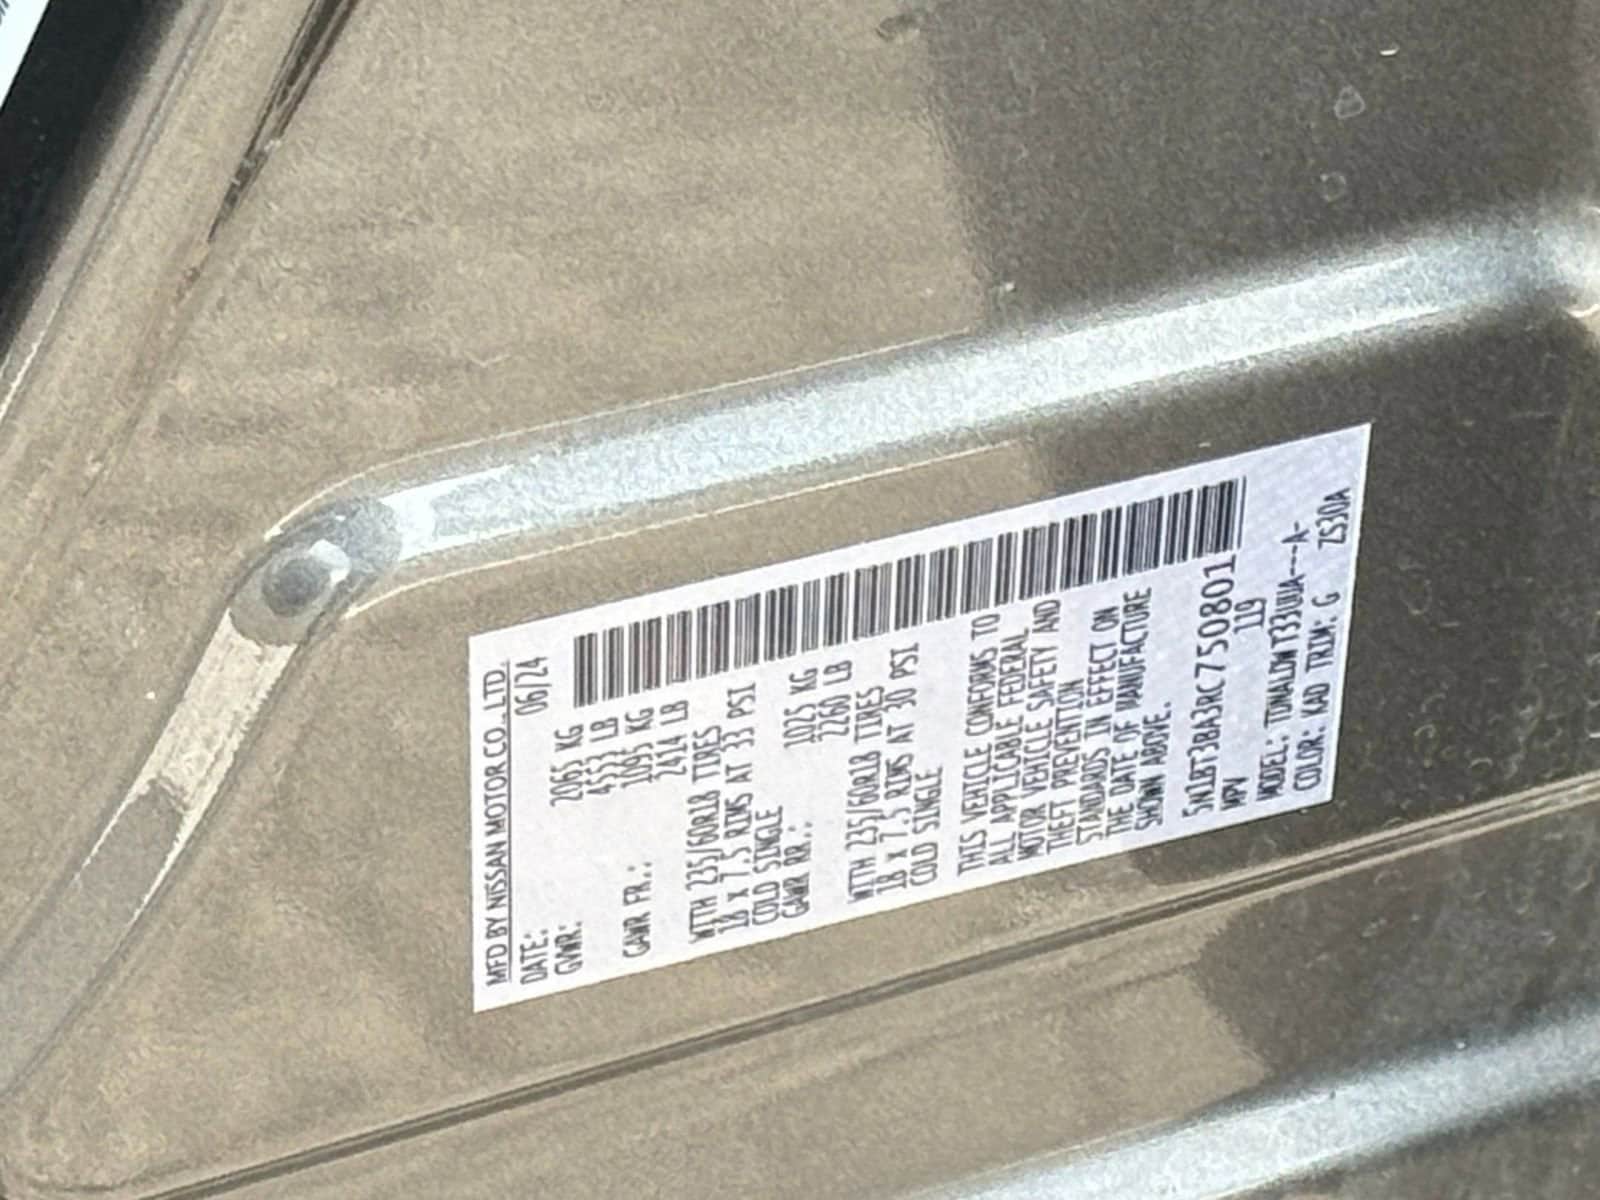 MFD BY NISSAN MOTOR CO., LTD.
DATE: 06/24
GVWR: 2065 KG
4553 LB
GAWR FR.: 1095 KG
2414 LB
WITH 235/60R18 TIRES
18 X 7.5 RIMS AT 33 PSI
COLD SINGLE
GAWR RR.: 1025 KG
2260 LB
WITH 235/60R18 TIRES
18 X 7.5 RIMS AT 30 PSI
COLD SINGLE
THIS VEHICLE CONFORMS TO
ALL APPLICABLE FEDERAL
MOTOR VEHICLE SAFETY AND
THEFT PREVENTION
STANDARDS IN EFFECT ON
THE DATE OF MANUFACTURE
SHOWN ABOVE.
5N1BT3BA3RC750801
MPV 119
MODEL: TDNALDWT33UUA---A-
COLOR: KAD TRIM: G ZS30A